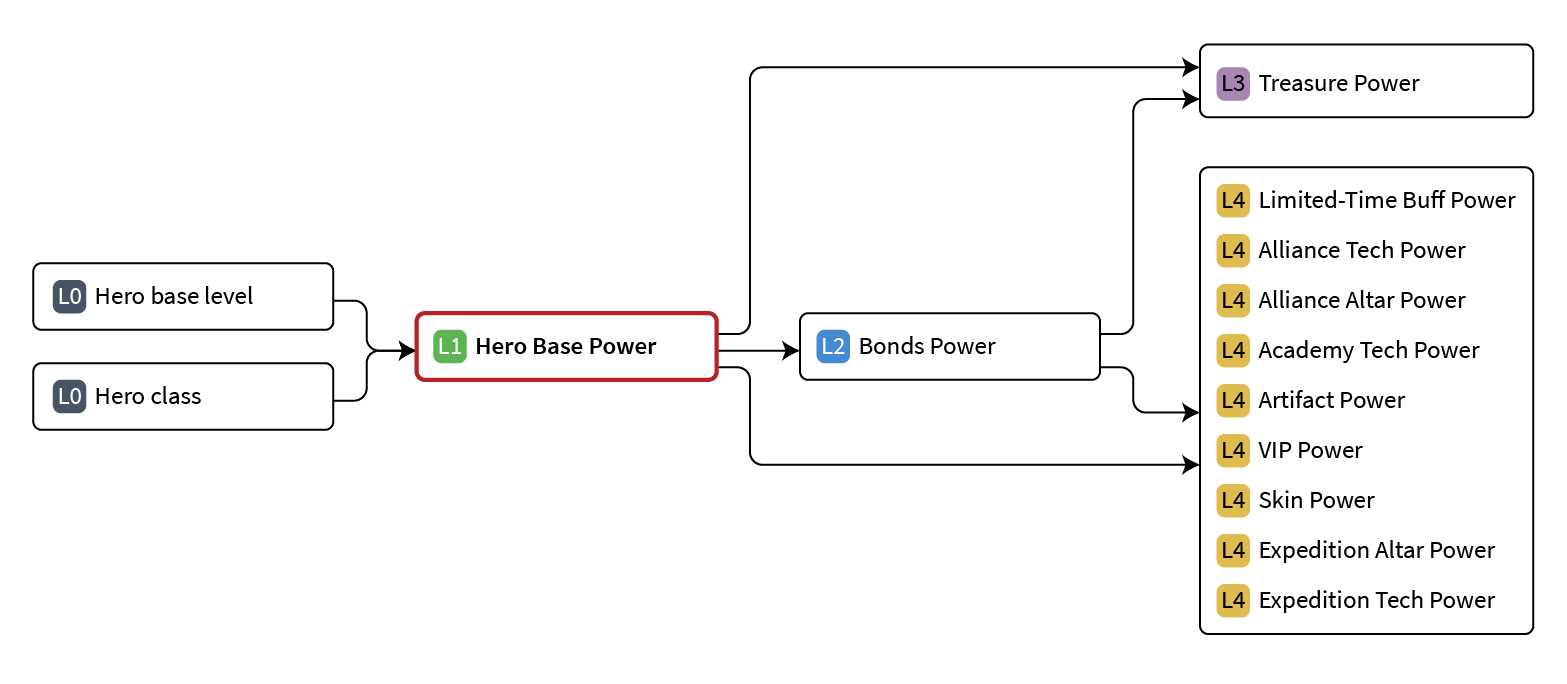 L0 Hero base level
L0 Hero class
L1 Hero Base Power
L2 Bonds Power
L3 Treasure Power
L4 Limited-Time Buff Power
L4 Alliance Tech Power
L4 Alliance Altar Power
L4 Academy Tech Power
L4 Artifact Power
L4 VIP Power
L4 Skin Power
L4 Expedition Altar Power
L4 Expedition Tech Power